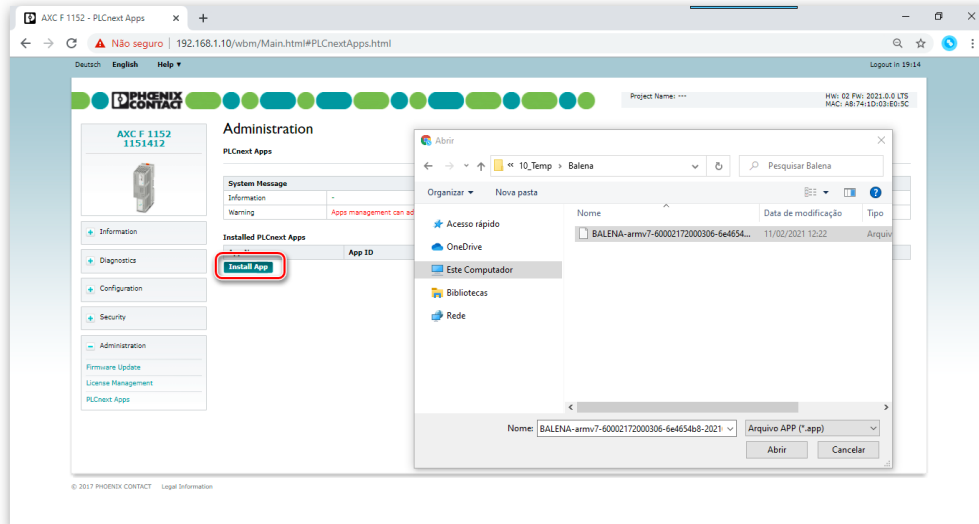 AXC F 1152 - PLCnext Apps
Não seguro 192.168.1.10/wbm/Main.html#PLCnextApps.html
Deutsch English Help
Logout in 19:14
PHŒNIX CONTACT
Project Name: ---
HW: 02 FW: 2021.0.0 LTS
MAC: A8:74:1D:03:E0:5C
AXC F 1152
1151412
Information
Diagnostics
Configuration
Security
Administration
Firmware Update
License Management
PLCnext Apps
Administration
PLCnext Apps
System Message
Information -
Warning Apps management can ad
Installed PLCnext Apps
App ID
Install App
Abrir
« 10_Temp > Balena
Pesquisar Balena
Organizar Nova pasta
Acesso rápido
OneDrive
Este Computador
Bibliotecas
Rede
Nome Data de modificação Tipo
BALENA-armv7-60002172000306-6e4654... 11/02/2021 12:22 Arquiv
Nome: BALENA-armv7-60002172000306-6e4654b8-2021 Arquivo APP (*.app)
Abrir Cancelar
© 2017 PHOENIX CONTACT Legal Information